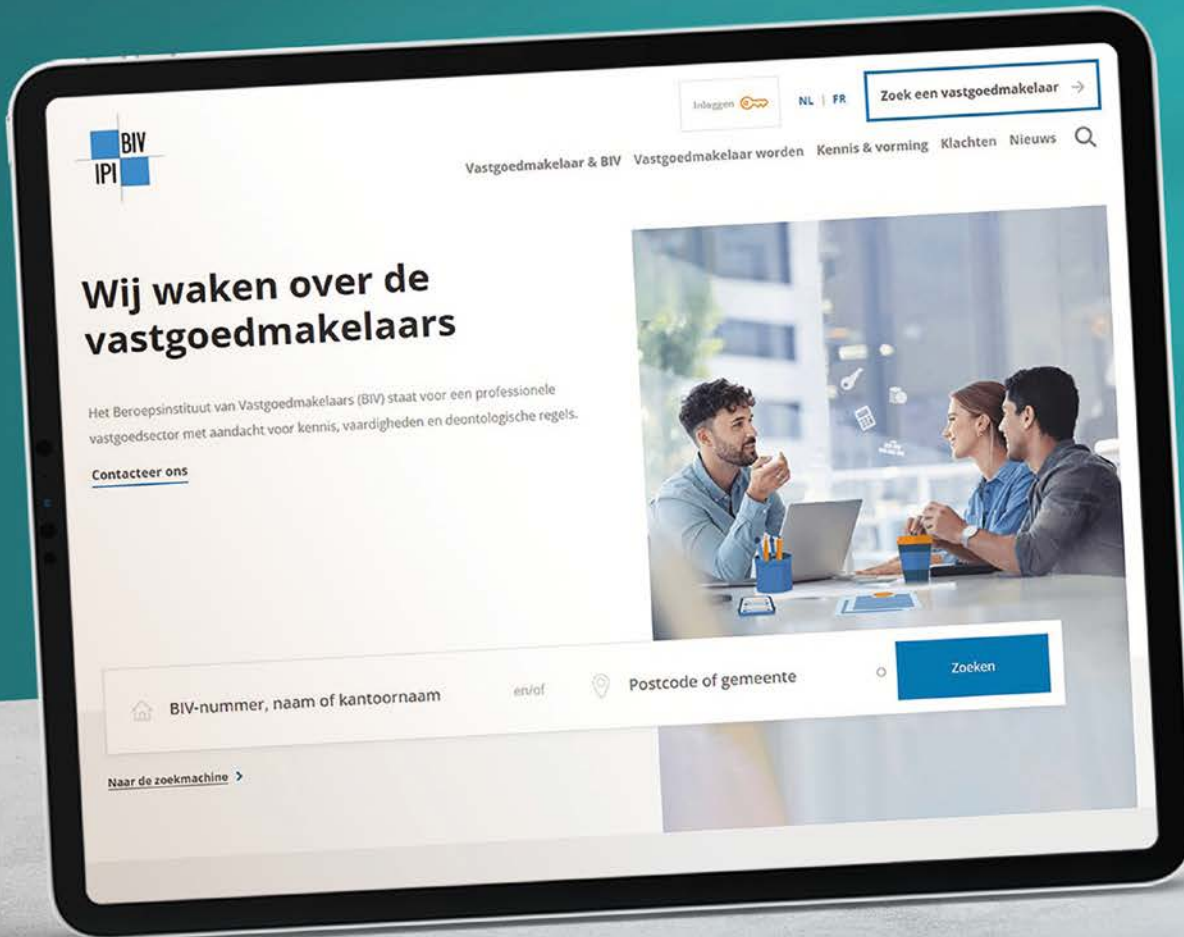 BIV
IPI
Inloggen
NL | FR
Zoek een vastgoedmakelaar
Vastgoedmakelaar & BIV Vastgoedmakelaar worden Kennis & vorming Klachten Nieuws
Wij waken over de
vastgoedmakelaars
Het Beroepsinstituut van Vastgoedmakelaars (BIV) staat voor een professionele
vastgoedsector met aandacht voor kennis, vaardigheden en deontologische regels.
Contacteer ons
BIV-nummer, naam of kantoornaam en/of Postcode of gemeente Zoeken
Naar de zoekmachine